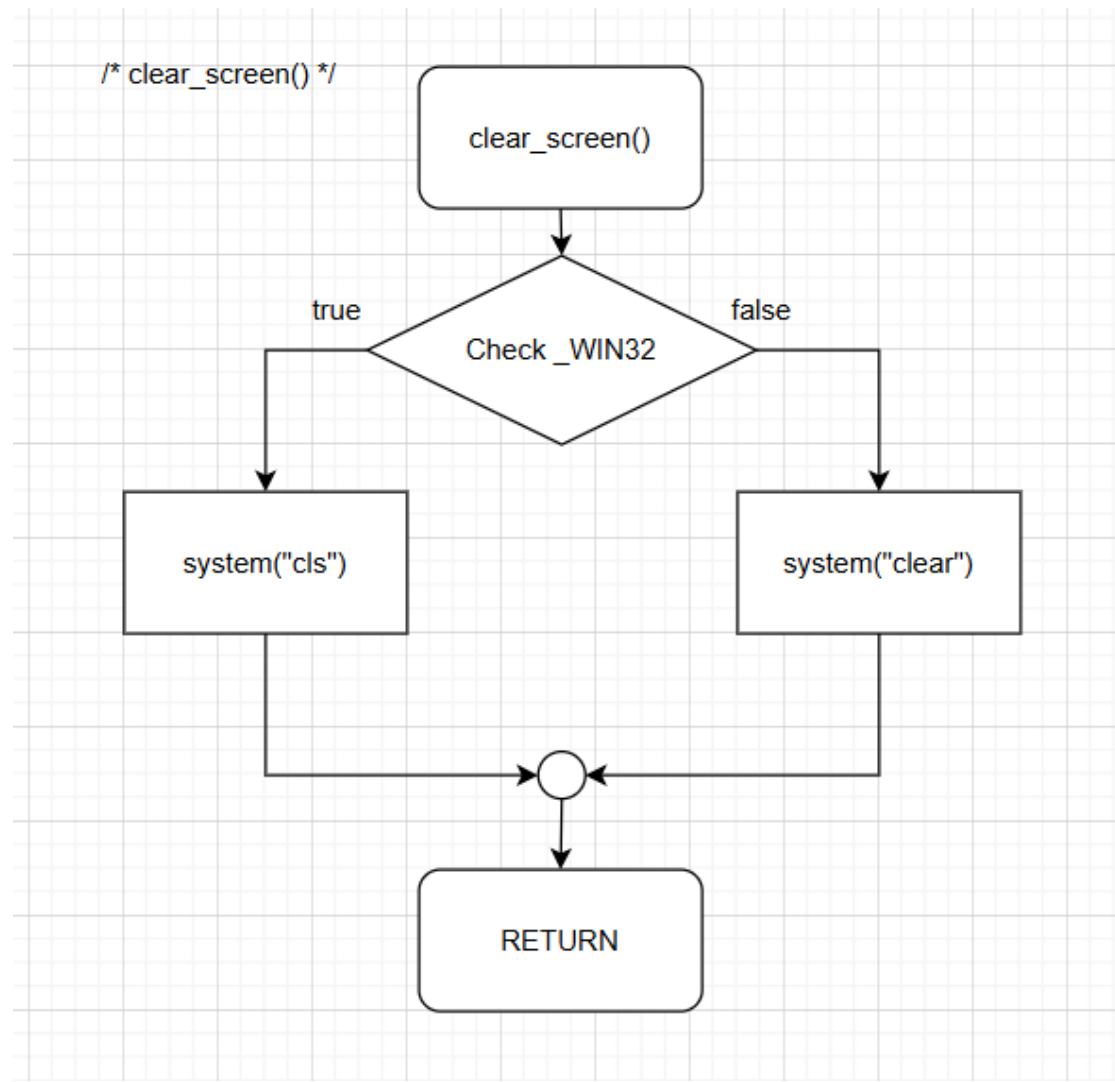 /* clear_screen() */
clear_screen()
true
false
Check _WIN32
system("cls")
system("clear")
RETURN